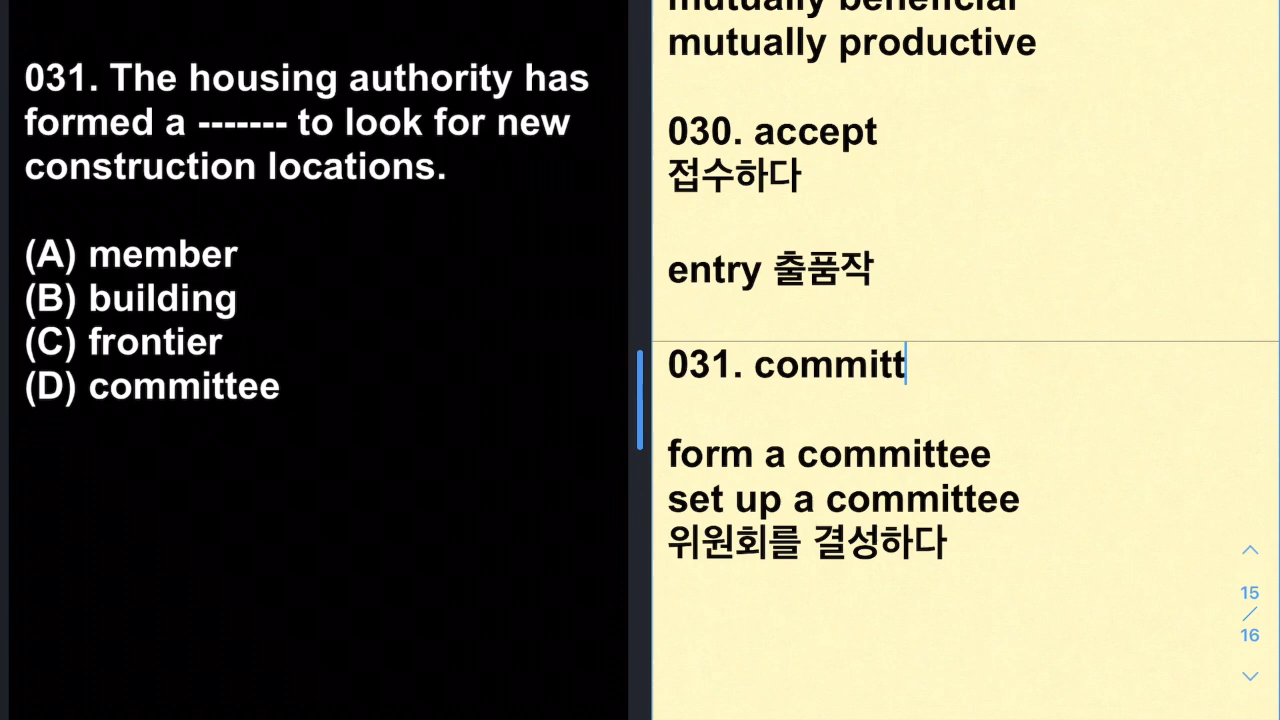 031. The housing authority has
formed a ------- to look for new
construction locations.
(A) member
(B) building
(C) frontier
(D) committee
mutually beneficial
mutually productive
030. accept
접수하다
entry 출품작
031. committ
form a committee
set up a committee
위원회를 결성하다
15
/
16